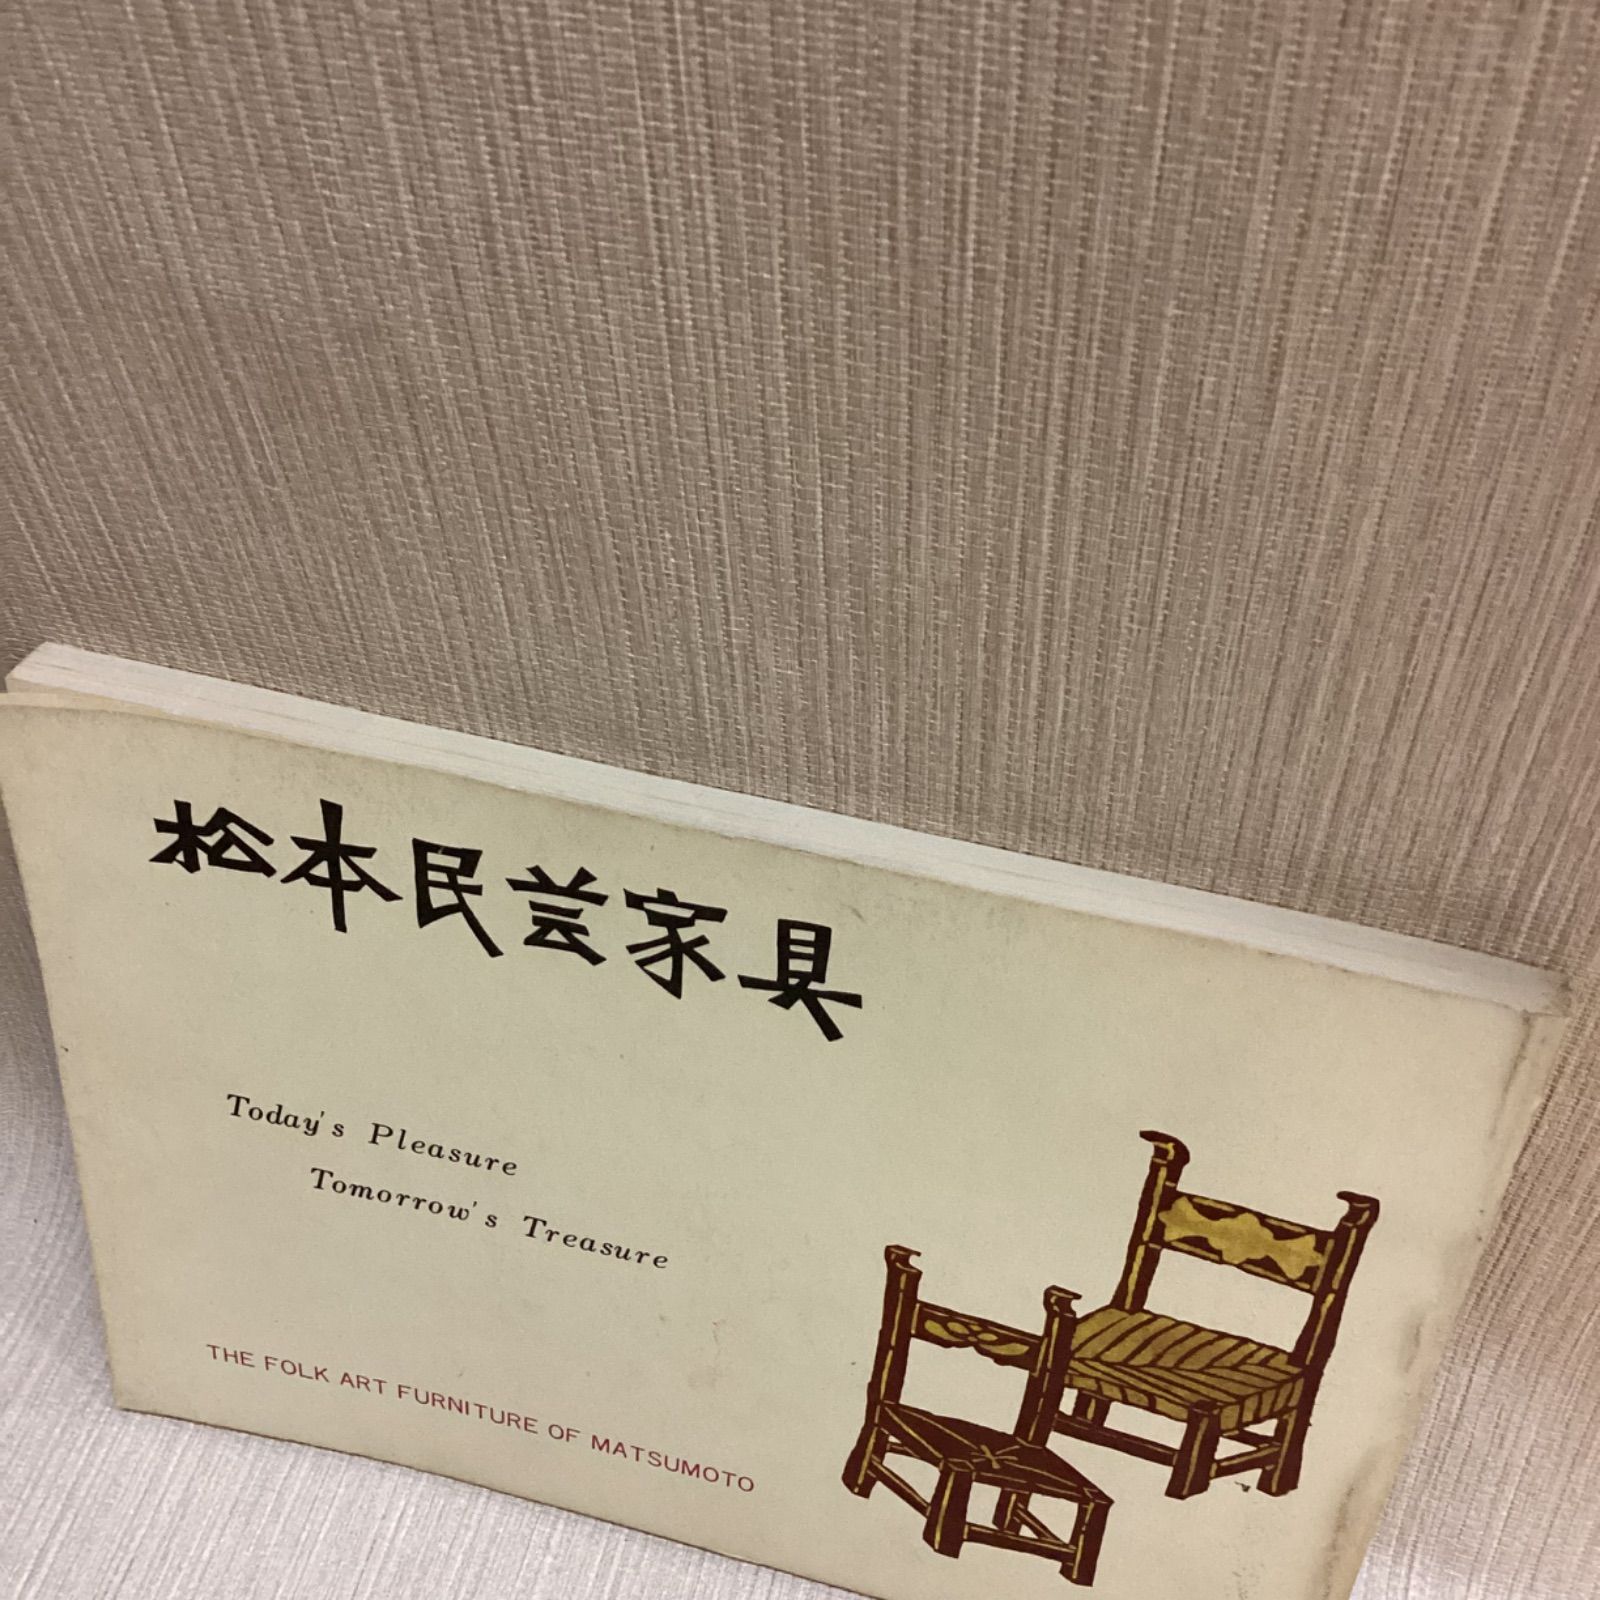 松本民芸家具
Today's Pleasure
Tomorrow's Treasure
THE FOLK ART FURNITURE OF MATSUMOTO